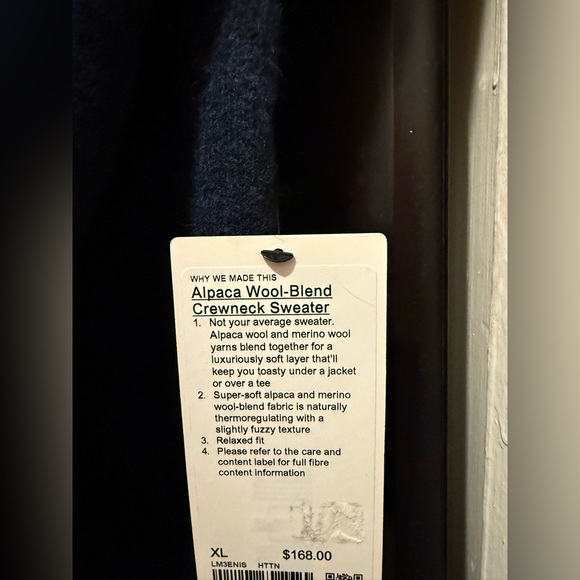 WHY WE MADE THIS
Alpaca Wool-Blend
Crewneck Sweater
1. Not your average sweater.
Alpaca wool and merino wool
yarns blend together for a
luxuriously soft layer that'll
keep you toasty under a jacket
or over a tee
2. Super-soft alpaca and merino
wool-blend fabric is naturally
thermoregulating with a
slightly fuzzy texture
3. Relaxed fit
4. Please refer to the care and
content label for full fibre
content information
XL $168.00
LM3ENIS HTTN